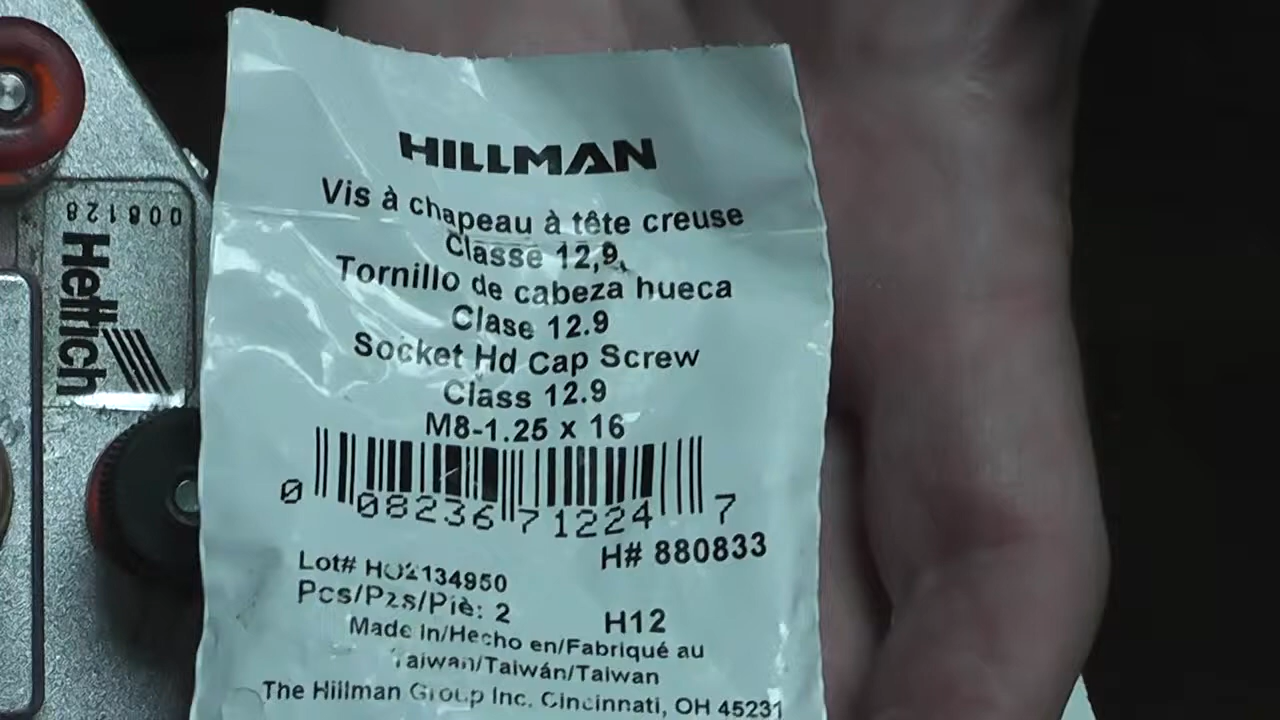 HILLMAN
Vis à chapeau à tête creuse
Classe 12,9
Tornillo de cabeza hueca
Clase 12.9
Socket Hd Cap Screw
Class 12.9
M8-1.25 x 16
0 08236 71224 7
H# 880833
Lot# H02134950
Pcs/Pzs/Piè: 2
H12
Made in/Hecho en/Fabriqué au
Taiwan/Taiwán/Taiwan
The Hillman Group Inc. Cincinnati, OH 45231
008128
Hettich